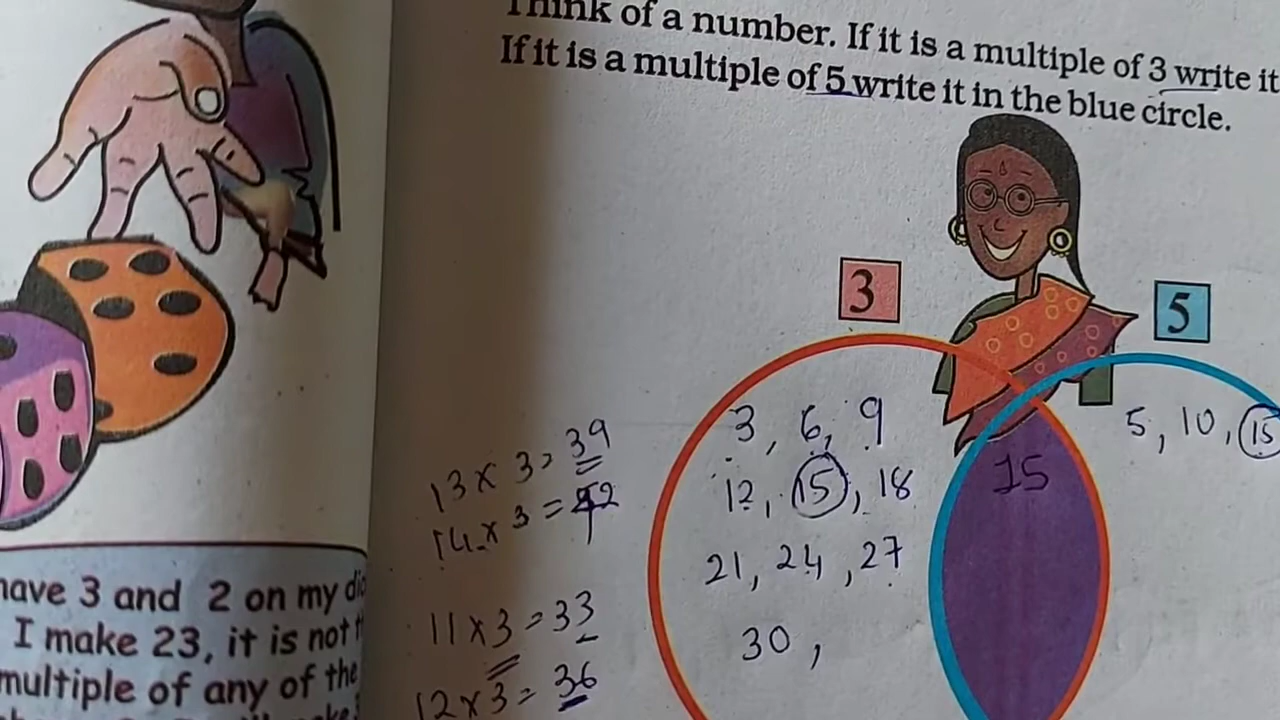 Think of a number. If it is a multiple of 3 write it
If it is a multiple of 5 write it in the blue circle.
3
5
3, 6, 9
5, 10, 15
12, 15, 18
15
21, 24, 27
30,
13 x 3 = 39
14 x 3 = 42
11 x 3 = 33
12 x 3 = 36
have 3 and 2 on my
I make 23, it is not
multiple of any of the